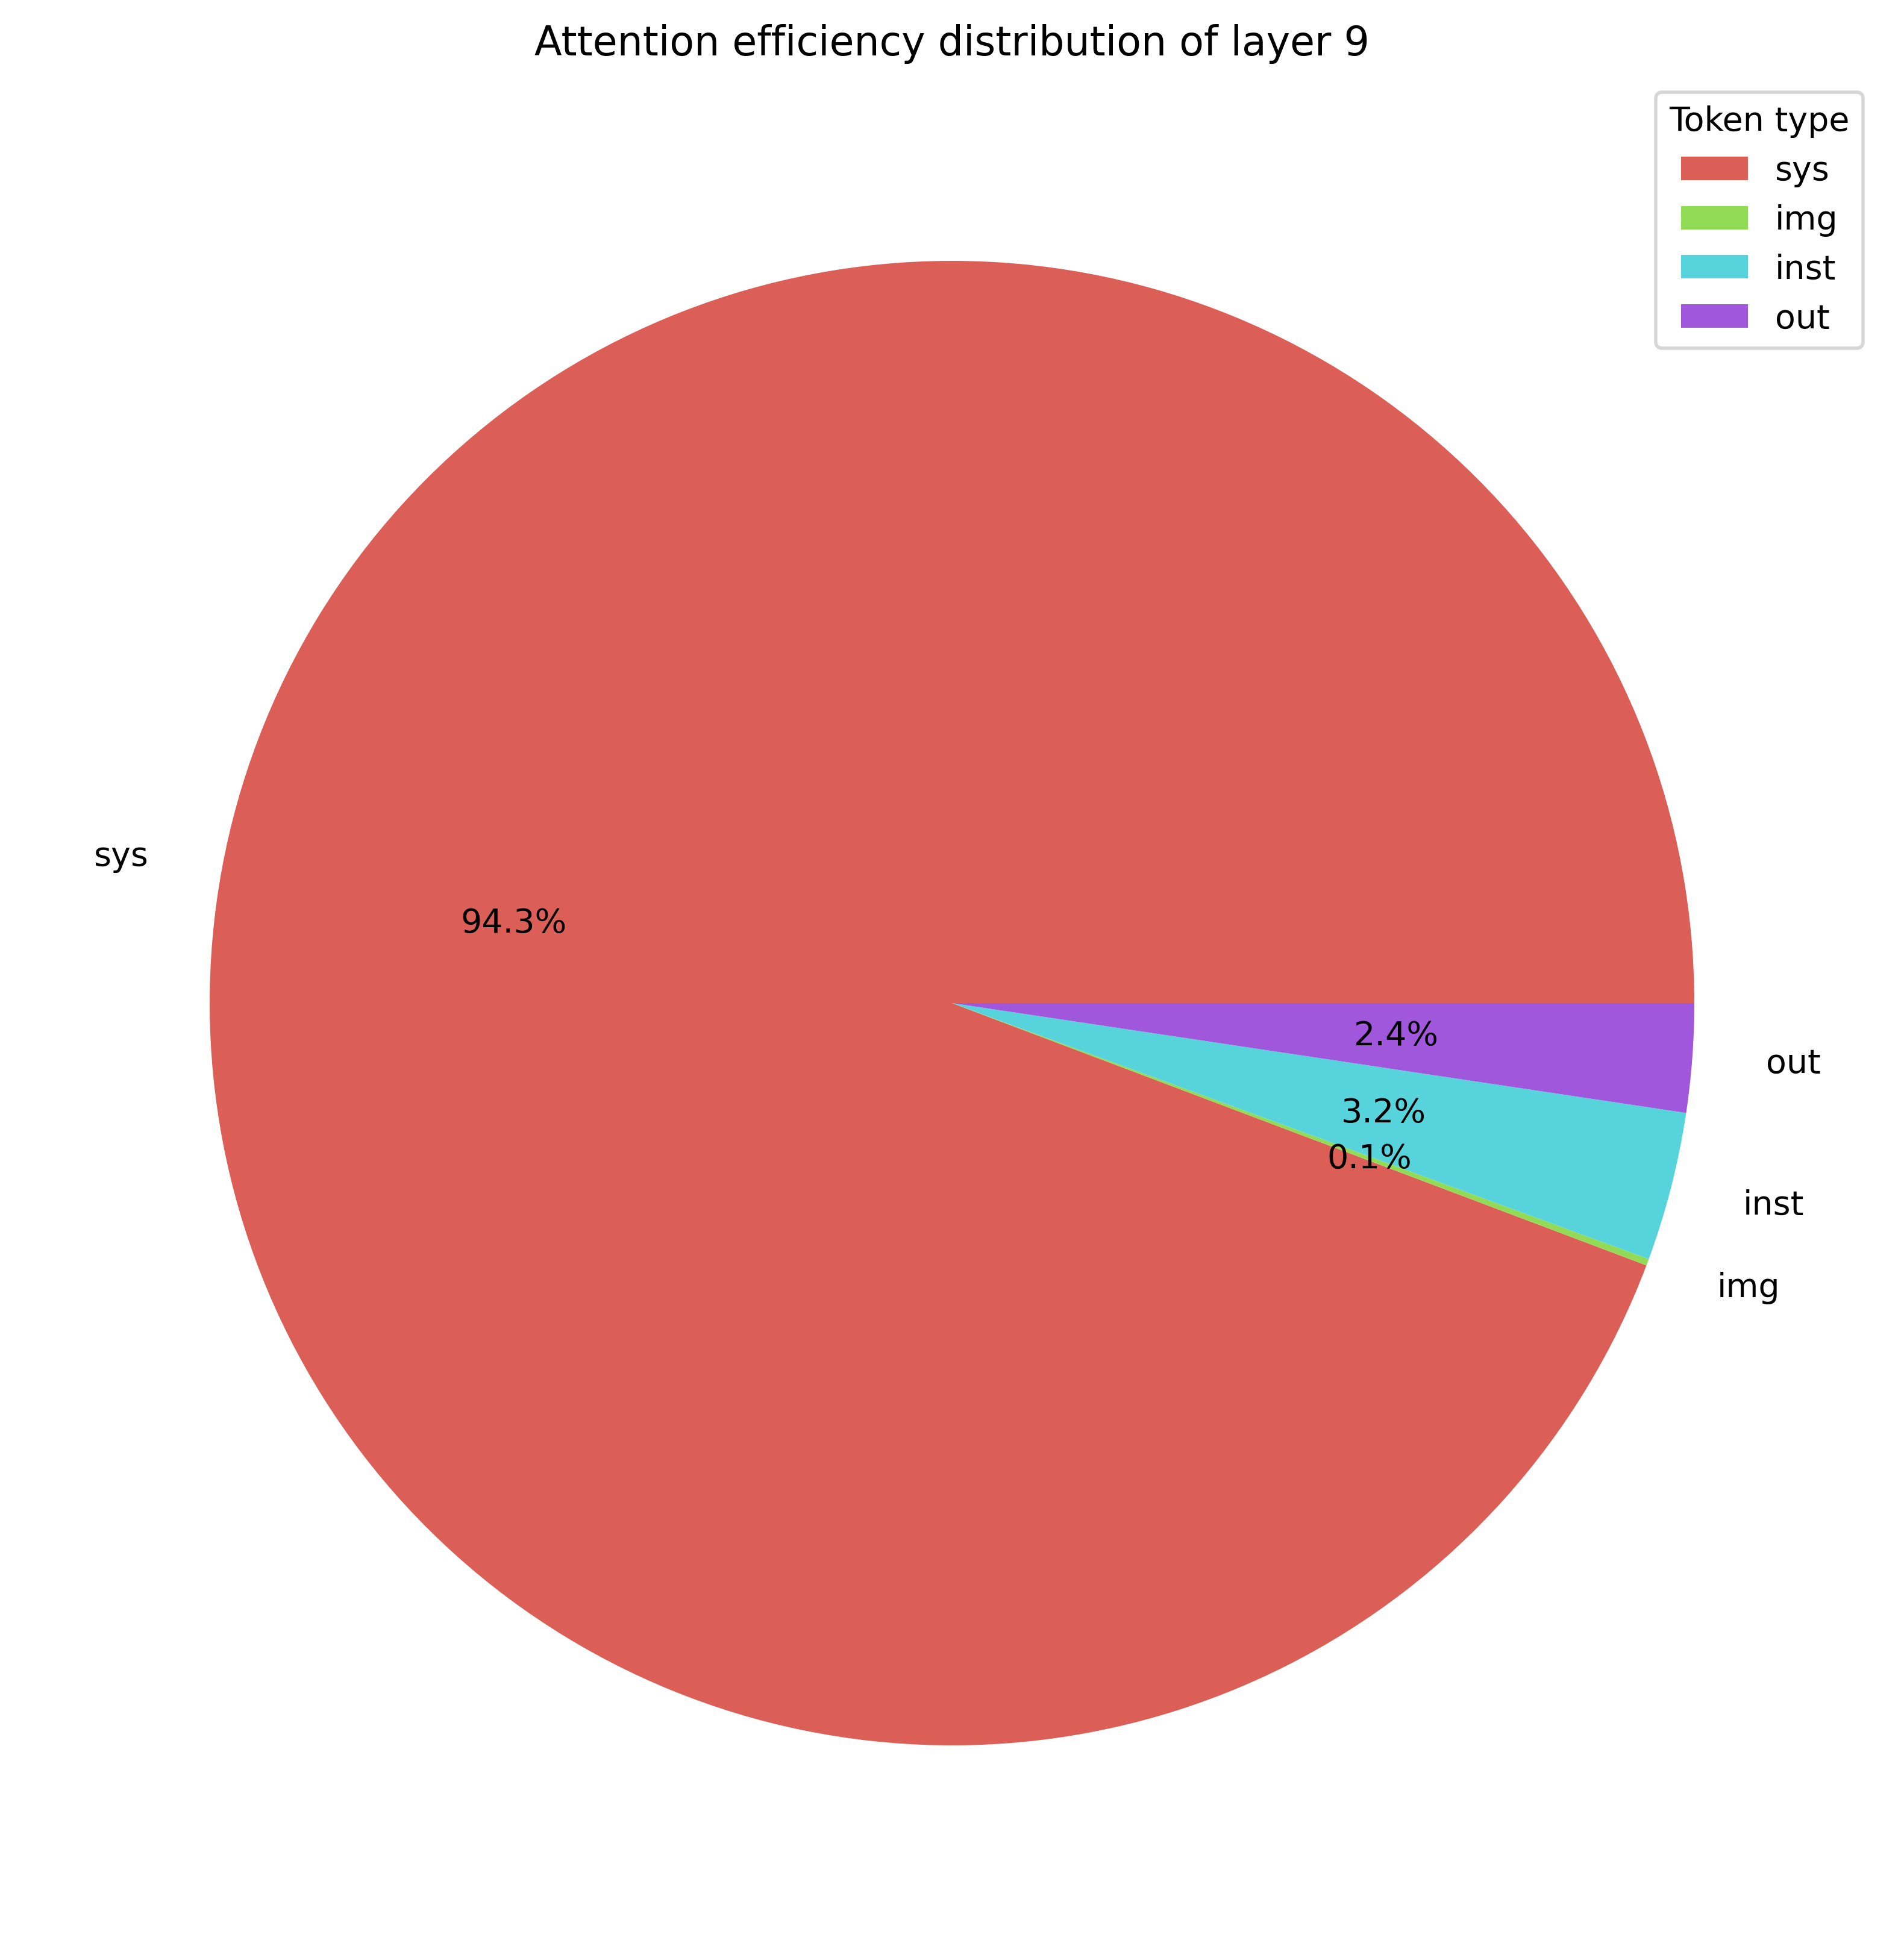 Attention efficiency distribution of layer 9
Token type
sys
img
inst
out
sys
94.3%
2.4%
out
3.2%
0.1%
inst
img